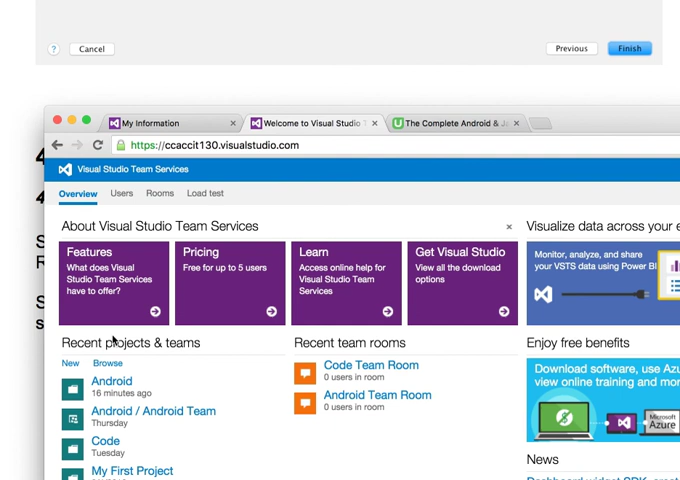 ? Cancel Previous Finish
My Information × Welcome to Visual Studio T × The Complete Android & Ja ×
https://ccaccit130.visualstudio.com
Visual Studio Team Services
Overview Users Rooms Load test
About Visual Studio Team Services ×
Visualize data across your e
Features
What does Visual
Studio Team Services
have to offer?
Pricing
Free for up to 5 users
Learn
Access online help for
Visual Studio Team
Services
Get Visual Studio
View all the download
options
Monitor, analyze, and share
your VSTS data using Power BI
Recent projects & teams
New Browse
Android
16 minutes ago
Android / Android Team
Thursday
Code
Tuesday
My First Project
Recent team rooms
Code Team Room
0 users in room
Android Team Room
0 users in room
Enjoy free benefits
Download software, use Azu
view online training and mor
Microsoft
Azure
News